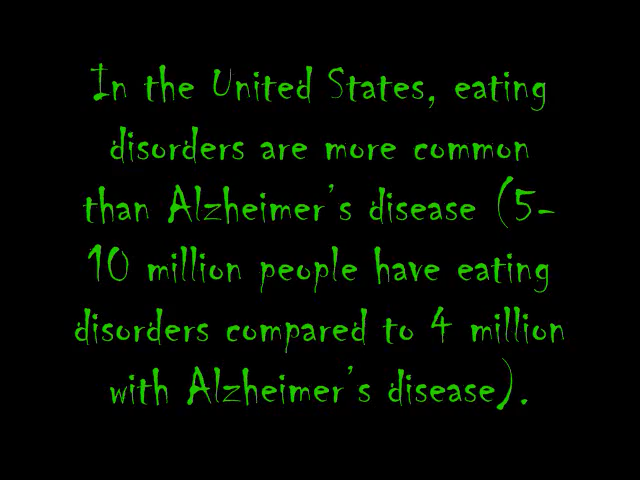 In the United States, eating
disorders are more common
than Alzheimer's disease (5-
10 million people have eating
disorders compared to 4 million
with Alzheimer's disease).